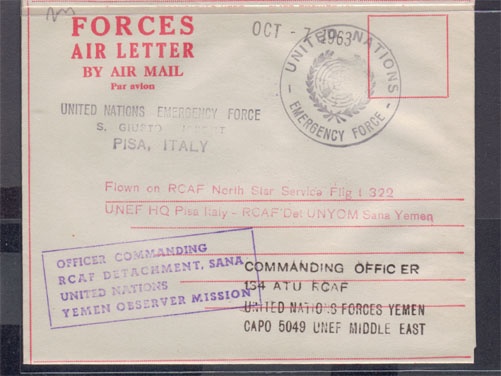 FORCES
AIR LETTER
BY AIR MAIL
Par avion
OCT - 7 1963
UNITED NATIONS
EMERGENCY FORCE
UNITED NATIONS EMERGENCY FORCE
S. GIUSTO
PISA, ITALY
Flown on RCAF North Star Service Flig t 322
UNEF HQ Pisa Italy - RCAF Det UNYOM Sana Yemen
OFFICER COMMANDING
RCAF DETACHMENT, SANA
UNITED NATIONS
YEMEN OBSERVER MISSION
COMMANDING OFFICER
134 ATU RCAF
UNITED NATIONS FORCES YEMEN
CAPO 5049 UNEF MIDDLE EAST